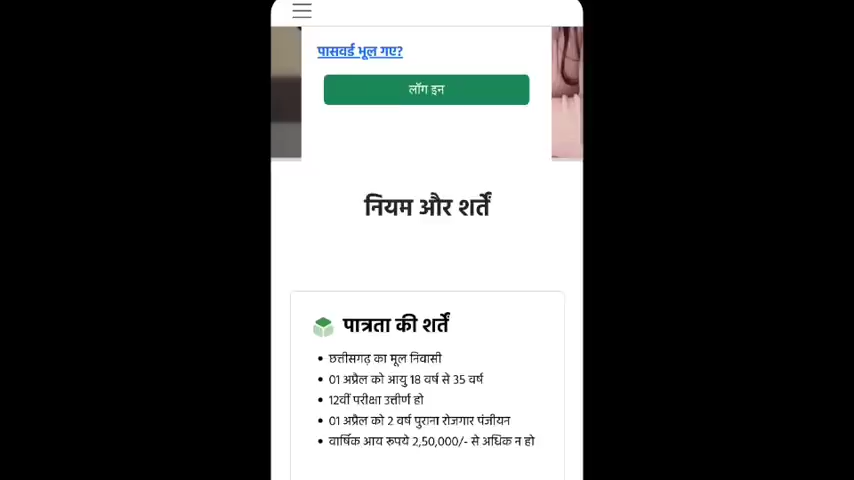 पासवर्ड भूल गए?
लॉग इन
नियम और शर्तें
पात्रता की शर्तें
• छत्तीसगढ़ का मूल निवासी
• 01 अप्रैल को आयु 18 वर्ष से 35 वर्ष
• 12वीं परीक्षा उत्तीर्ण हो
• 01 अप्रैल को 2 वर्ष पुराना रोजगार पंजीयन
• वार्षिक आय रूपये 2,50,000/- से अधिक न हो